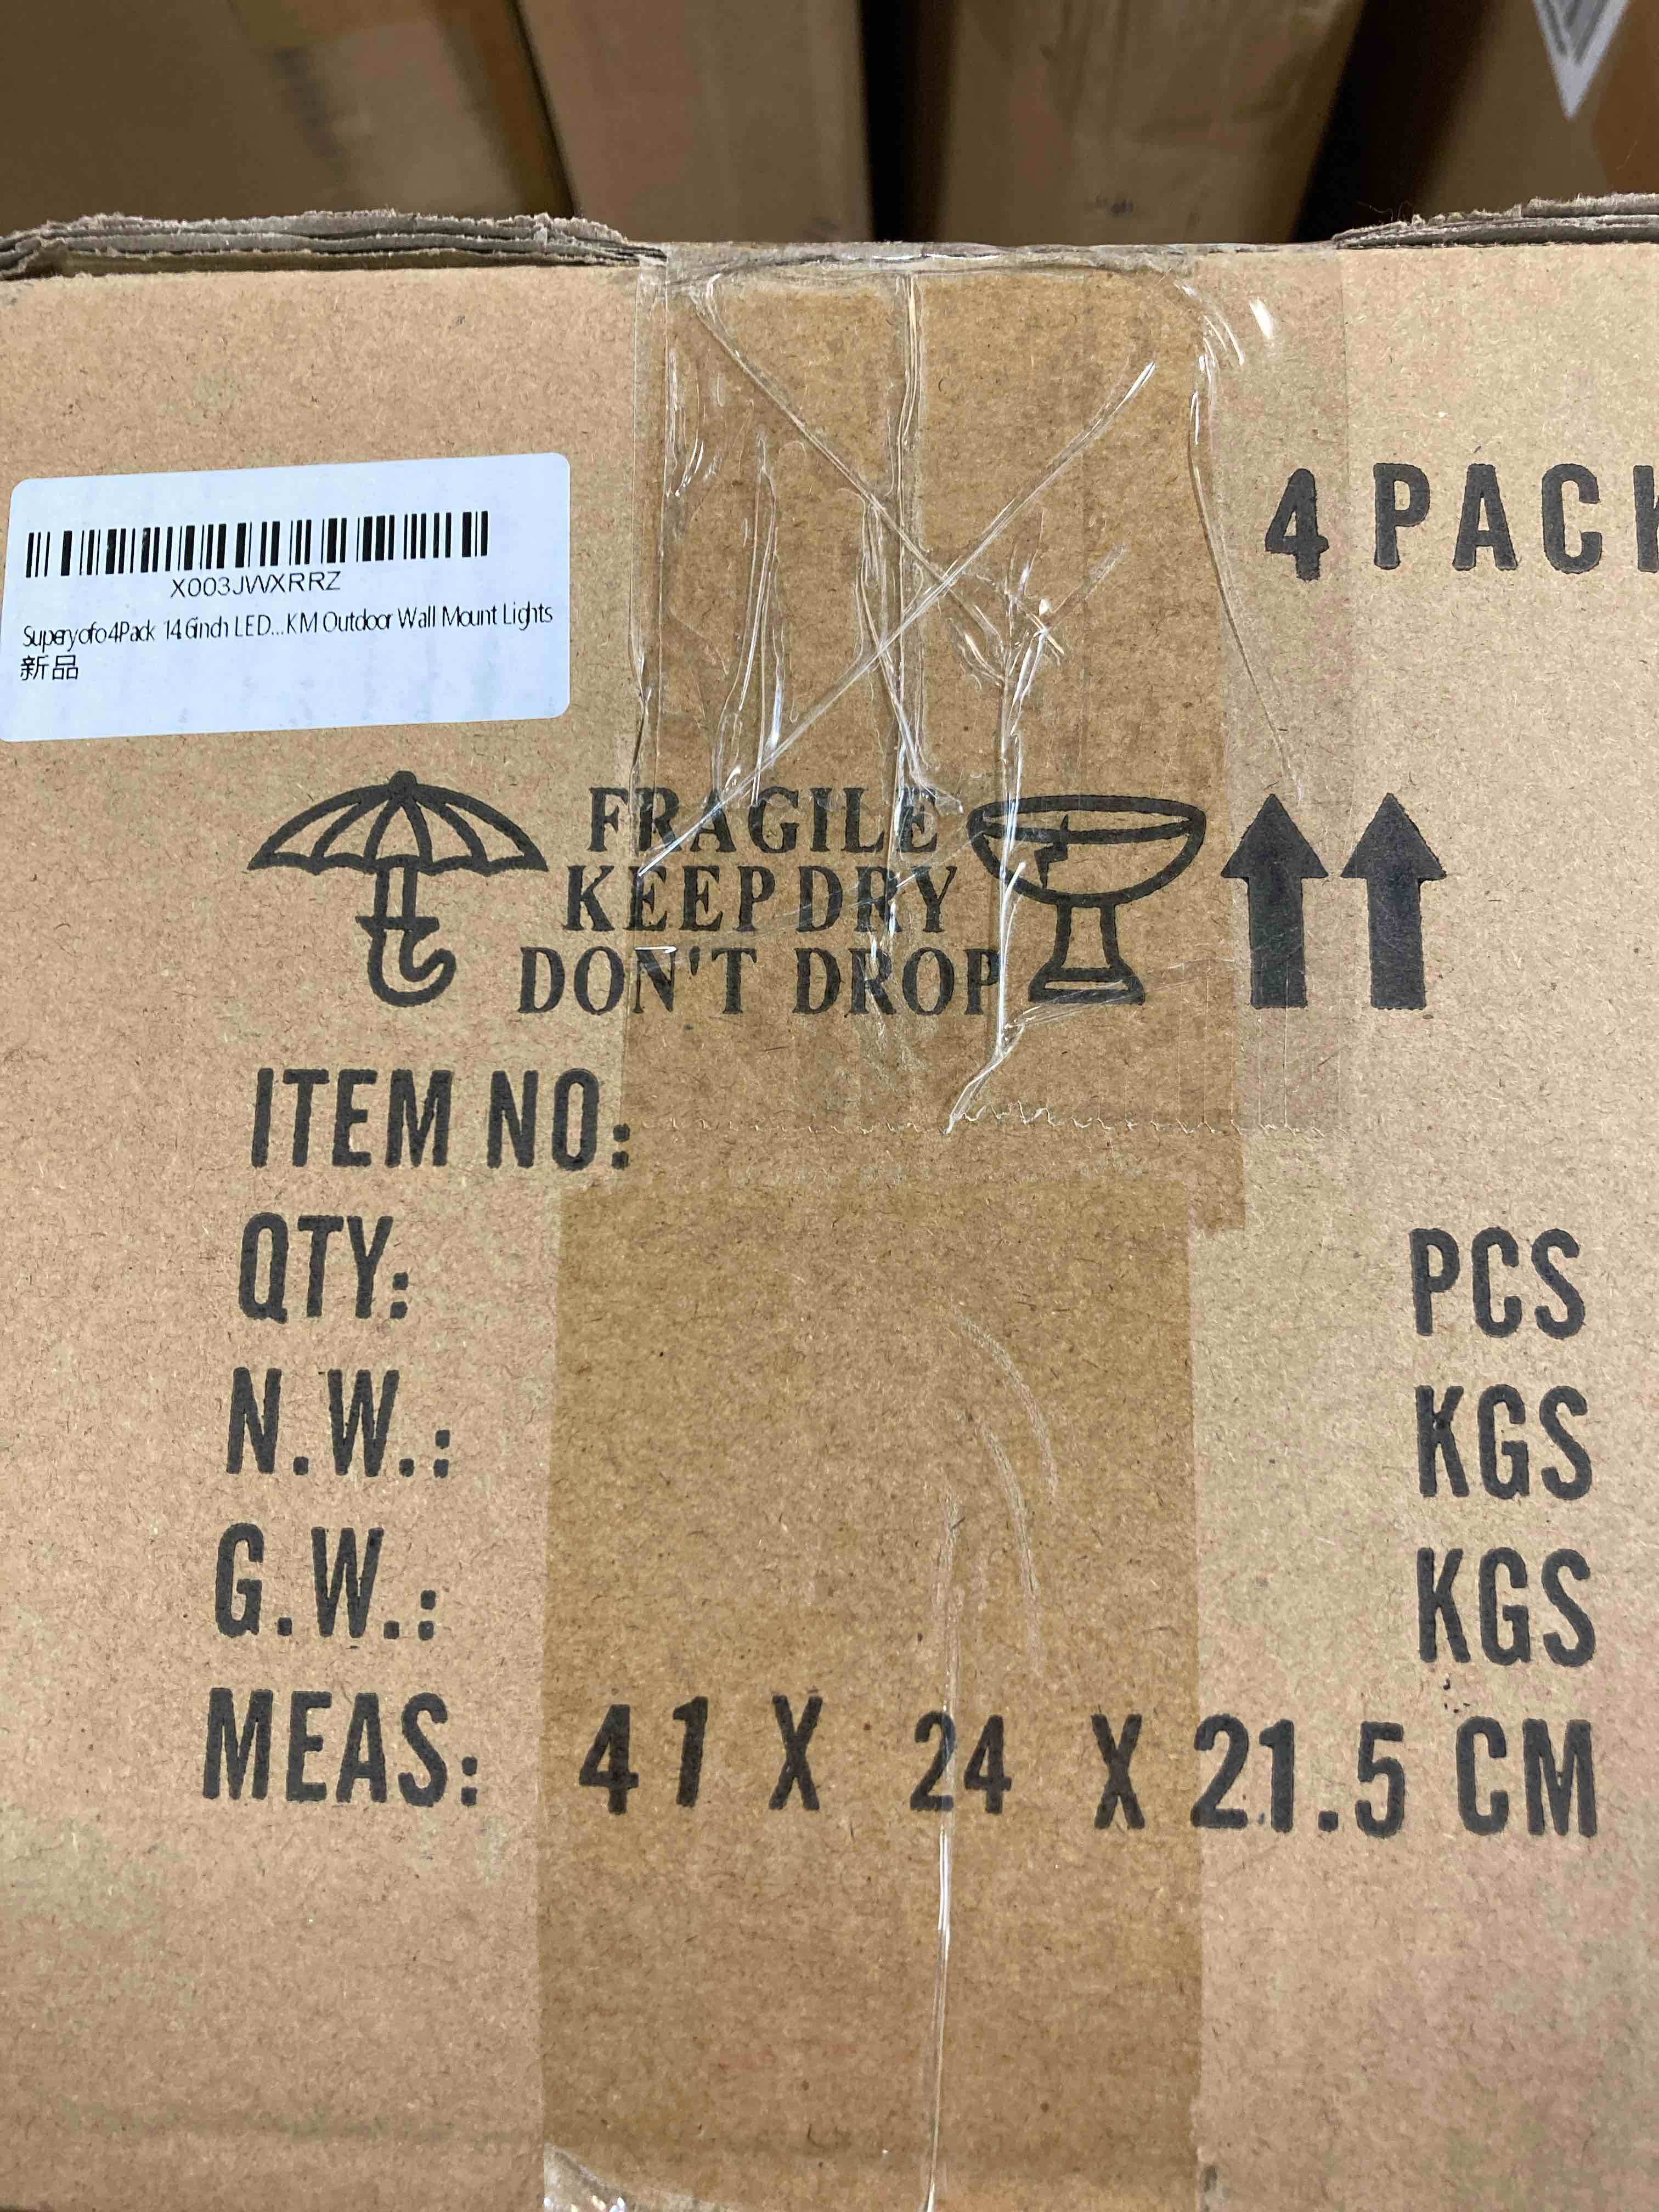 4 PACK
X003JWXRRZ
Superyofo 4Pack 14.6inch LED...KM Outdoor Wall Mount Lights
新品
FRAGILE
KEEP DRY
DON'T DROP
ITEM NO:
QTY: PCS
N.W.: KGS
G.W.: KGS
MEAS: 41 X 24 X 21.5 CM